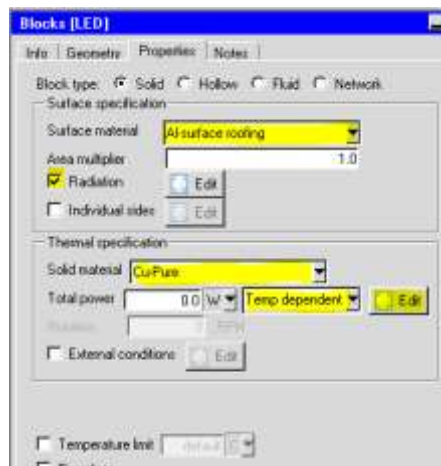 Blocks [LED]
Info Geometry Properties Notes
Block type: Solid Hollow Fluid Network
Surface specification
Surface material Al-surface roofing
Area multiplier 1.0
Radiation Edit
Individual sides Edit
Thermal specification
Solid material Cu-Pure
Total power 0.0 W Temp dependent Edit
RPM
External conditions Edit
Temperature limit default C